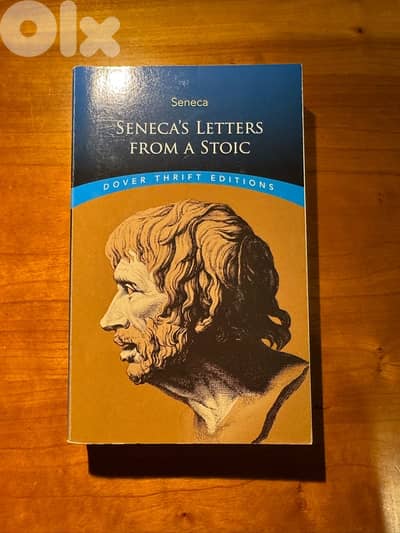 Olx
Seneca
SENECA'S LETTERS
FROM A STOIC
DOVER THRIFT EDITIONS